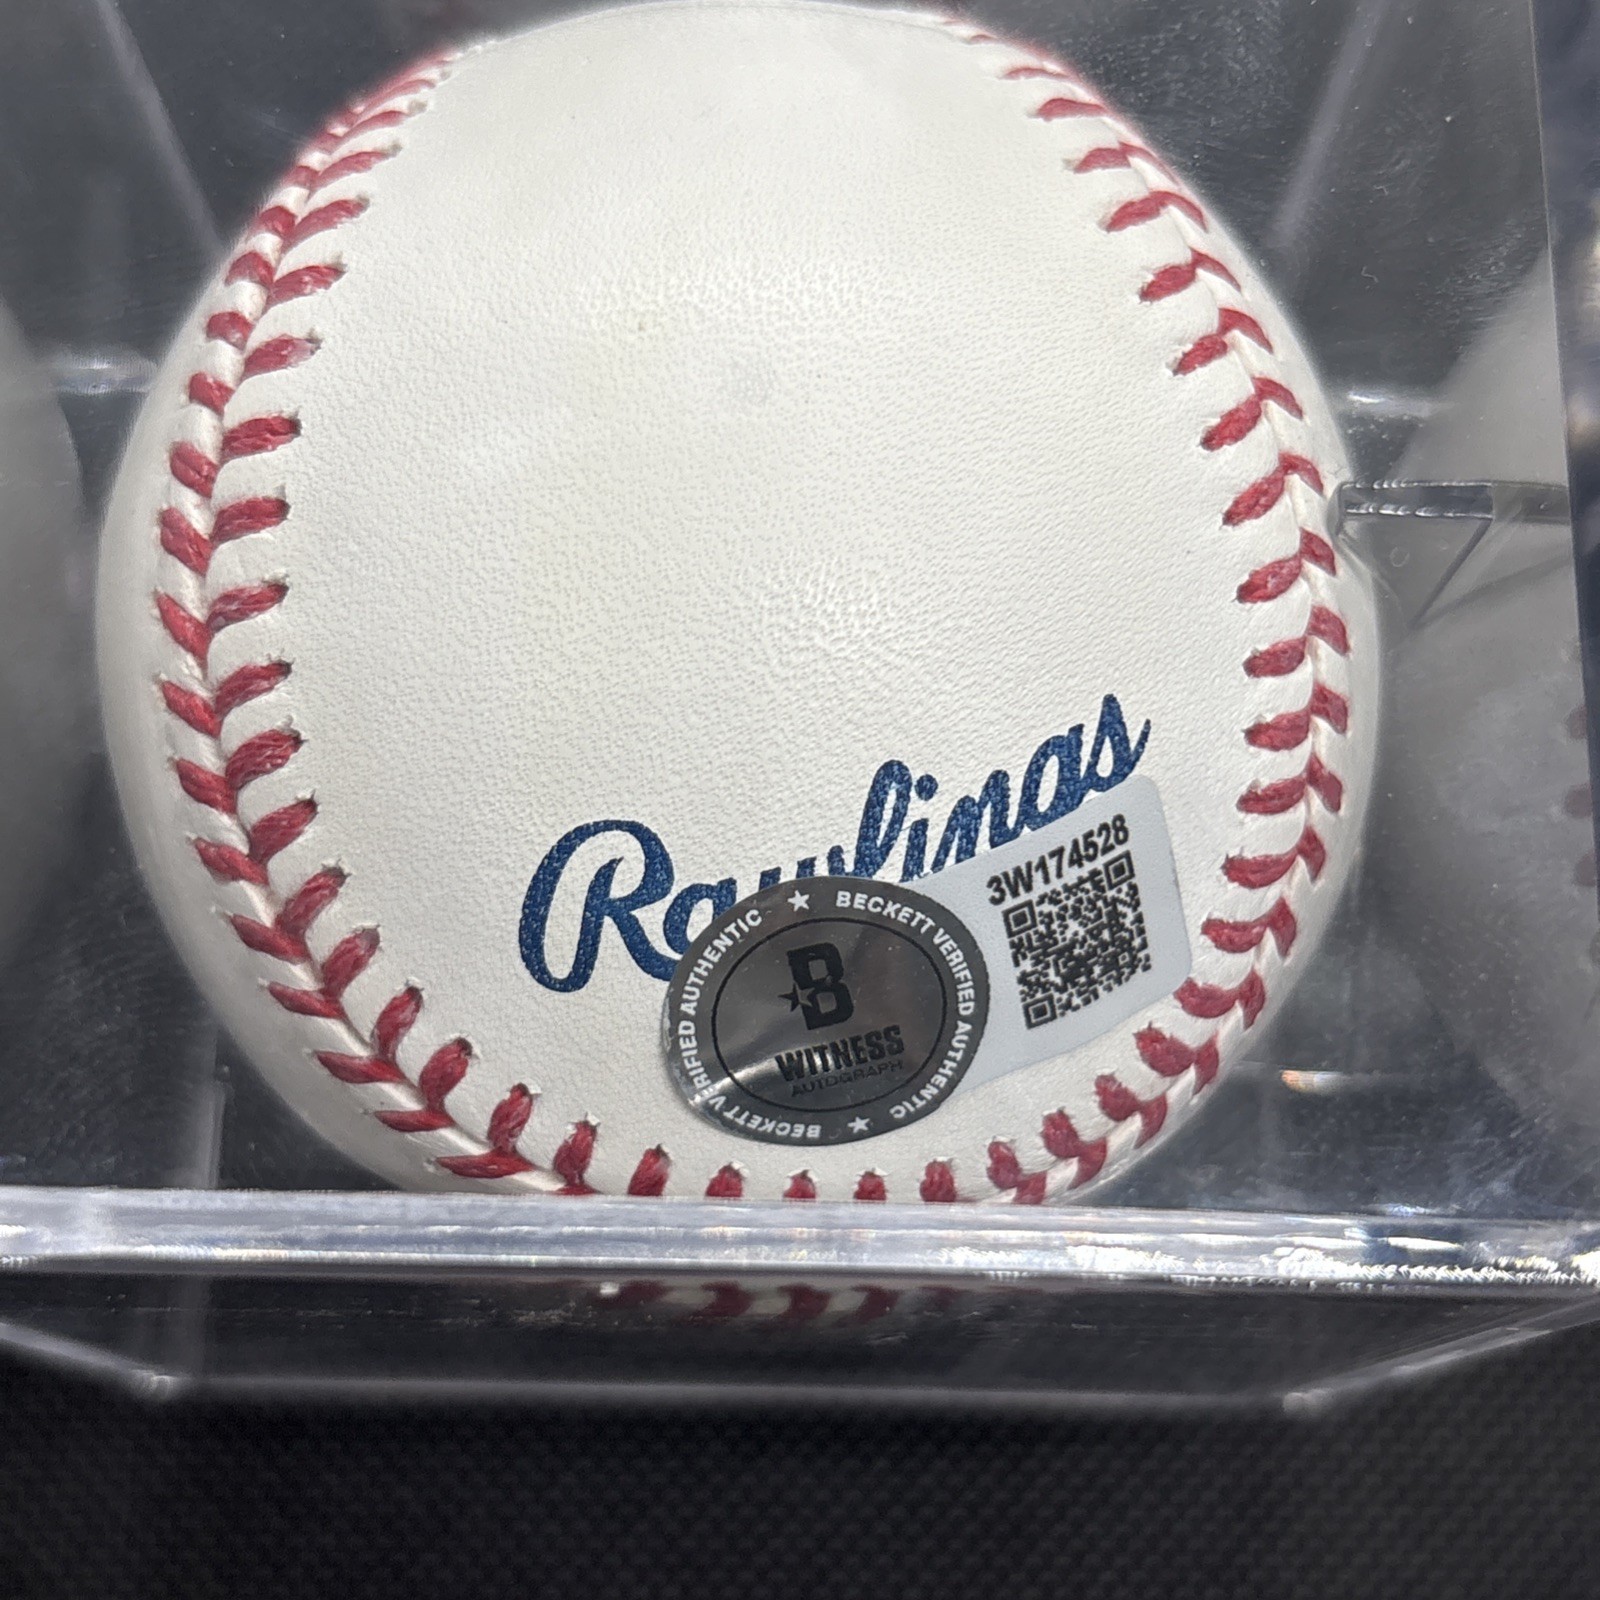 Rawlings
3W174528
BECKETT VERIFIED AUTHENTIC ★ BECKETT VERIFIED AUTHENTIC ★
B
WITNESS
AUTOGRAPH